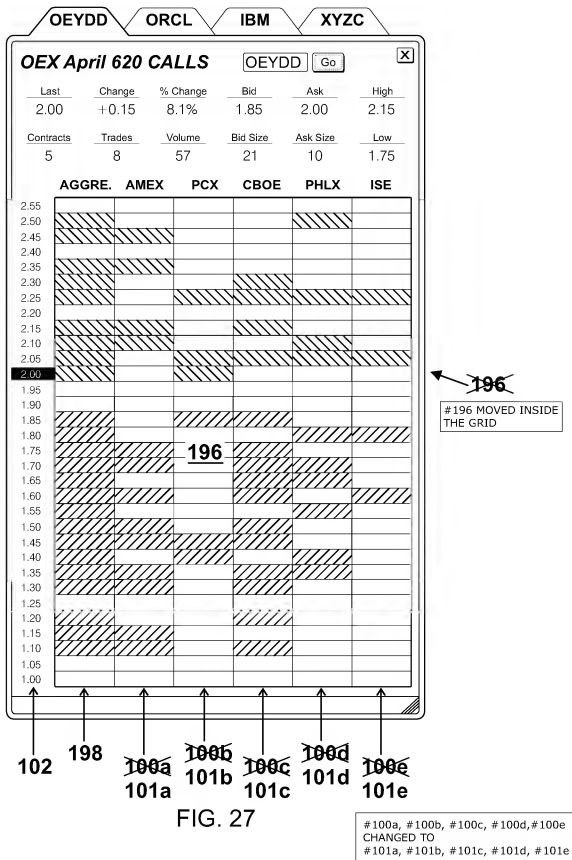 OEYDD ORCL IBM XYZC
X
OEX April 620 CALLS OEYDD Go
Last Change % Change Bid Ask High
2.00 +0.15 8.1% 1.85 2.00 2.15
Contracts Trades Volume Bid Size Ask Size Low
5 8 57 21 10 1.75
AGGRE. AMEX PCX CBOE PHLX ISE
2.55
2.50
2.45
2.40
2.35
2.30
2.25
2.20
2.15
2.10
2.05
2.00
1.95
1.90
1.85
1.80
1.75
1.70
1.65
1.60
1.55
1.50
1.45
1.40
1.35
1.30
1.25
1.20
1.15
1.10
1.05
1.00
196
196
#196 MOVED INSIDE
THE GRID
102 198 100a 100b 100c 100d 100e
101a 101b 101c 101d 101e
FIG. 27
#100a, #100b, #100c, #100d,#100e
CHANGED TO
#101a, #101b, #101c, #101d, #101e